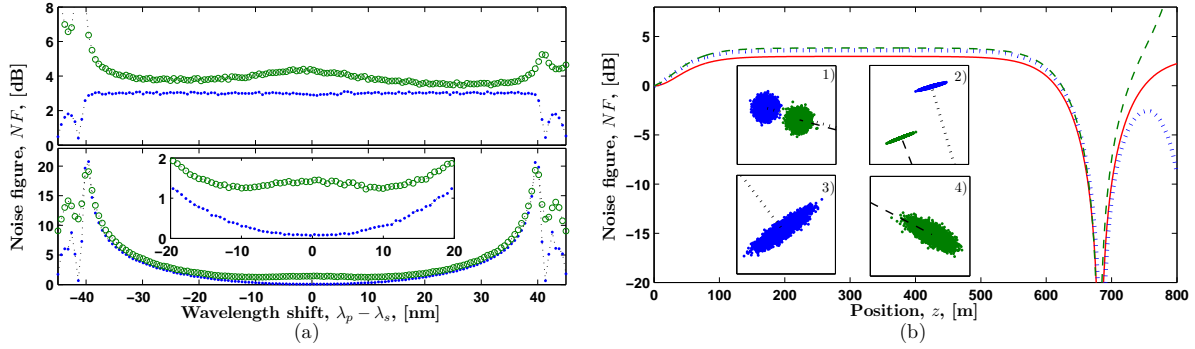 8
6
4
2
0
Noise figure, NF, [dB]
20
15
10
5
0
2
1
0
−20 −10 0 10 20
−40 −30 −20 −10 0 10 20 30 40
Wavelength shift, λp − λs, [nm]
(a)
5
0
−5
−10
−15
−20
Noise figure, NF, [dB]
1)
2)
3)
4)
0 100 200 300 400 500 600 700 800
Position, z, [m]
(b)